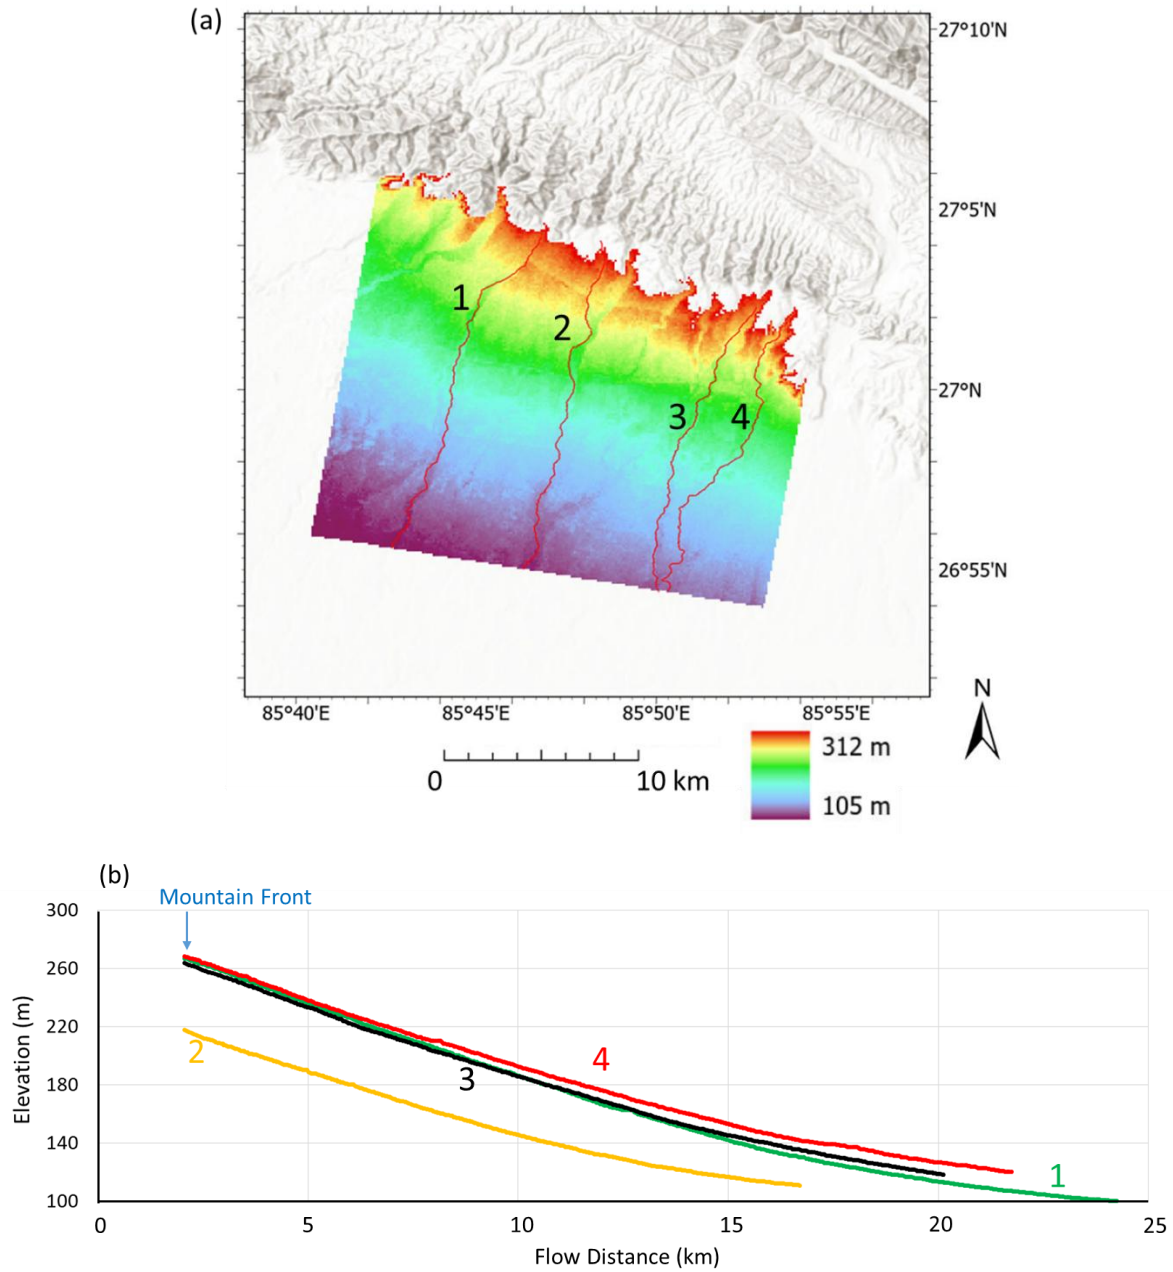 (a)
27°10'N
27°5'N
1
2
27°N
3
4
26°55'N
85°40'E 85°45'E 85°50'E 85°55'E
N
312 m
0 10 km
105 m
(b)
Mountain Front
300
260
220
180
140
100
Elevation (m)
2
3
4
1
0 5 10 15 20 25
Flow Distance (km)